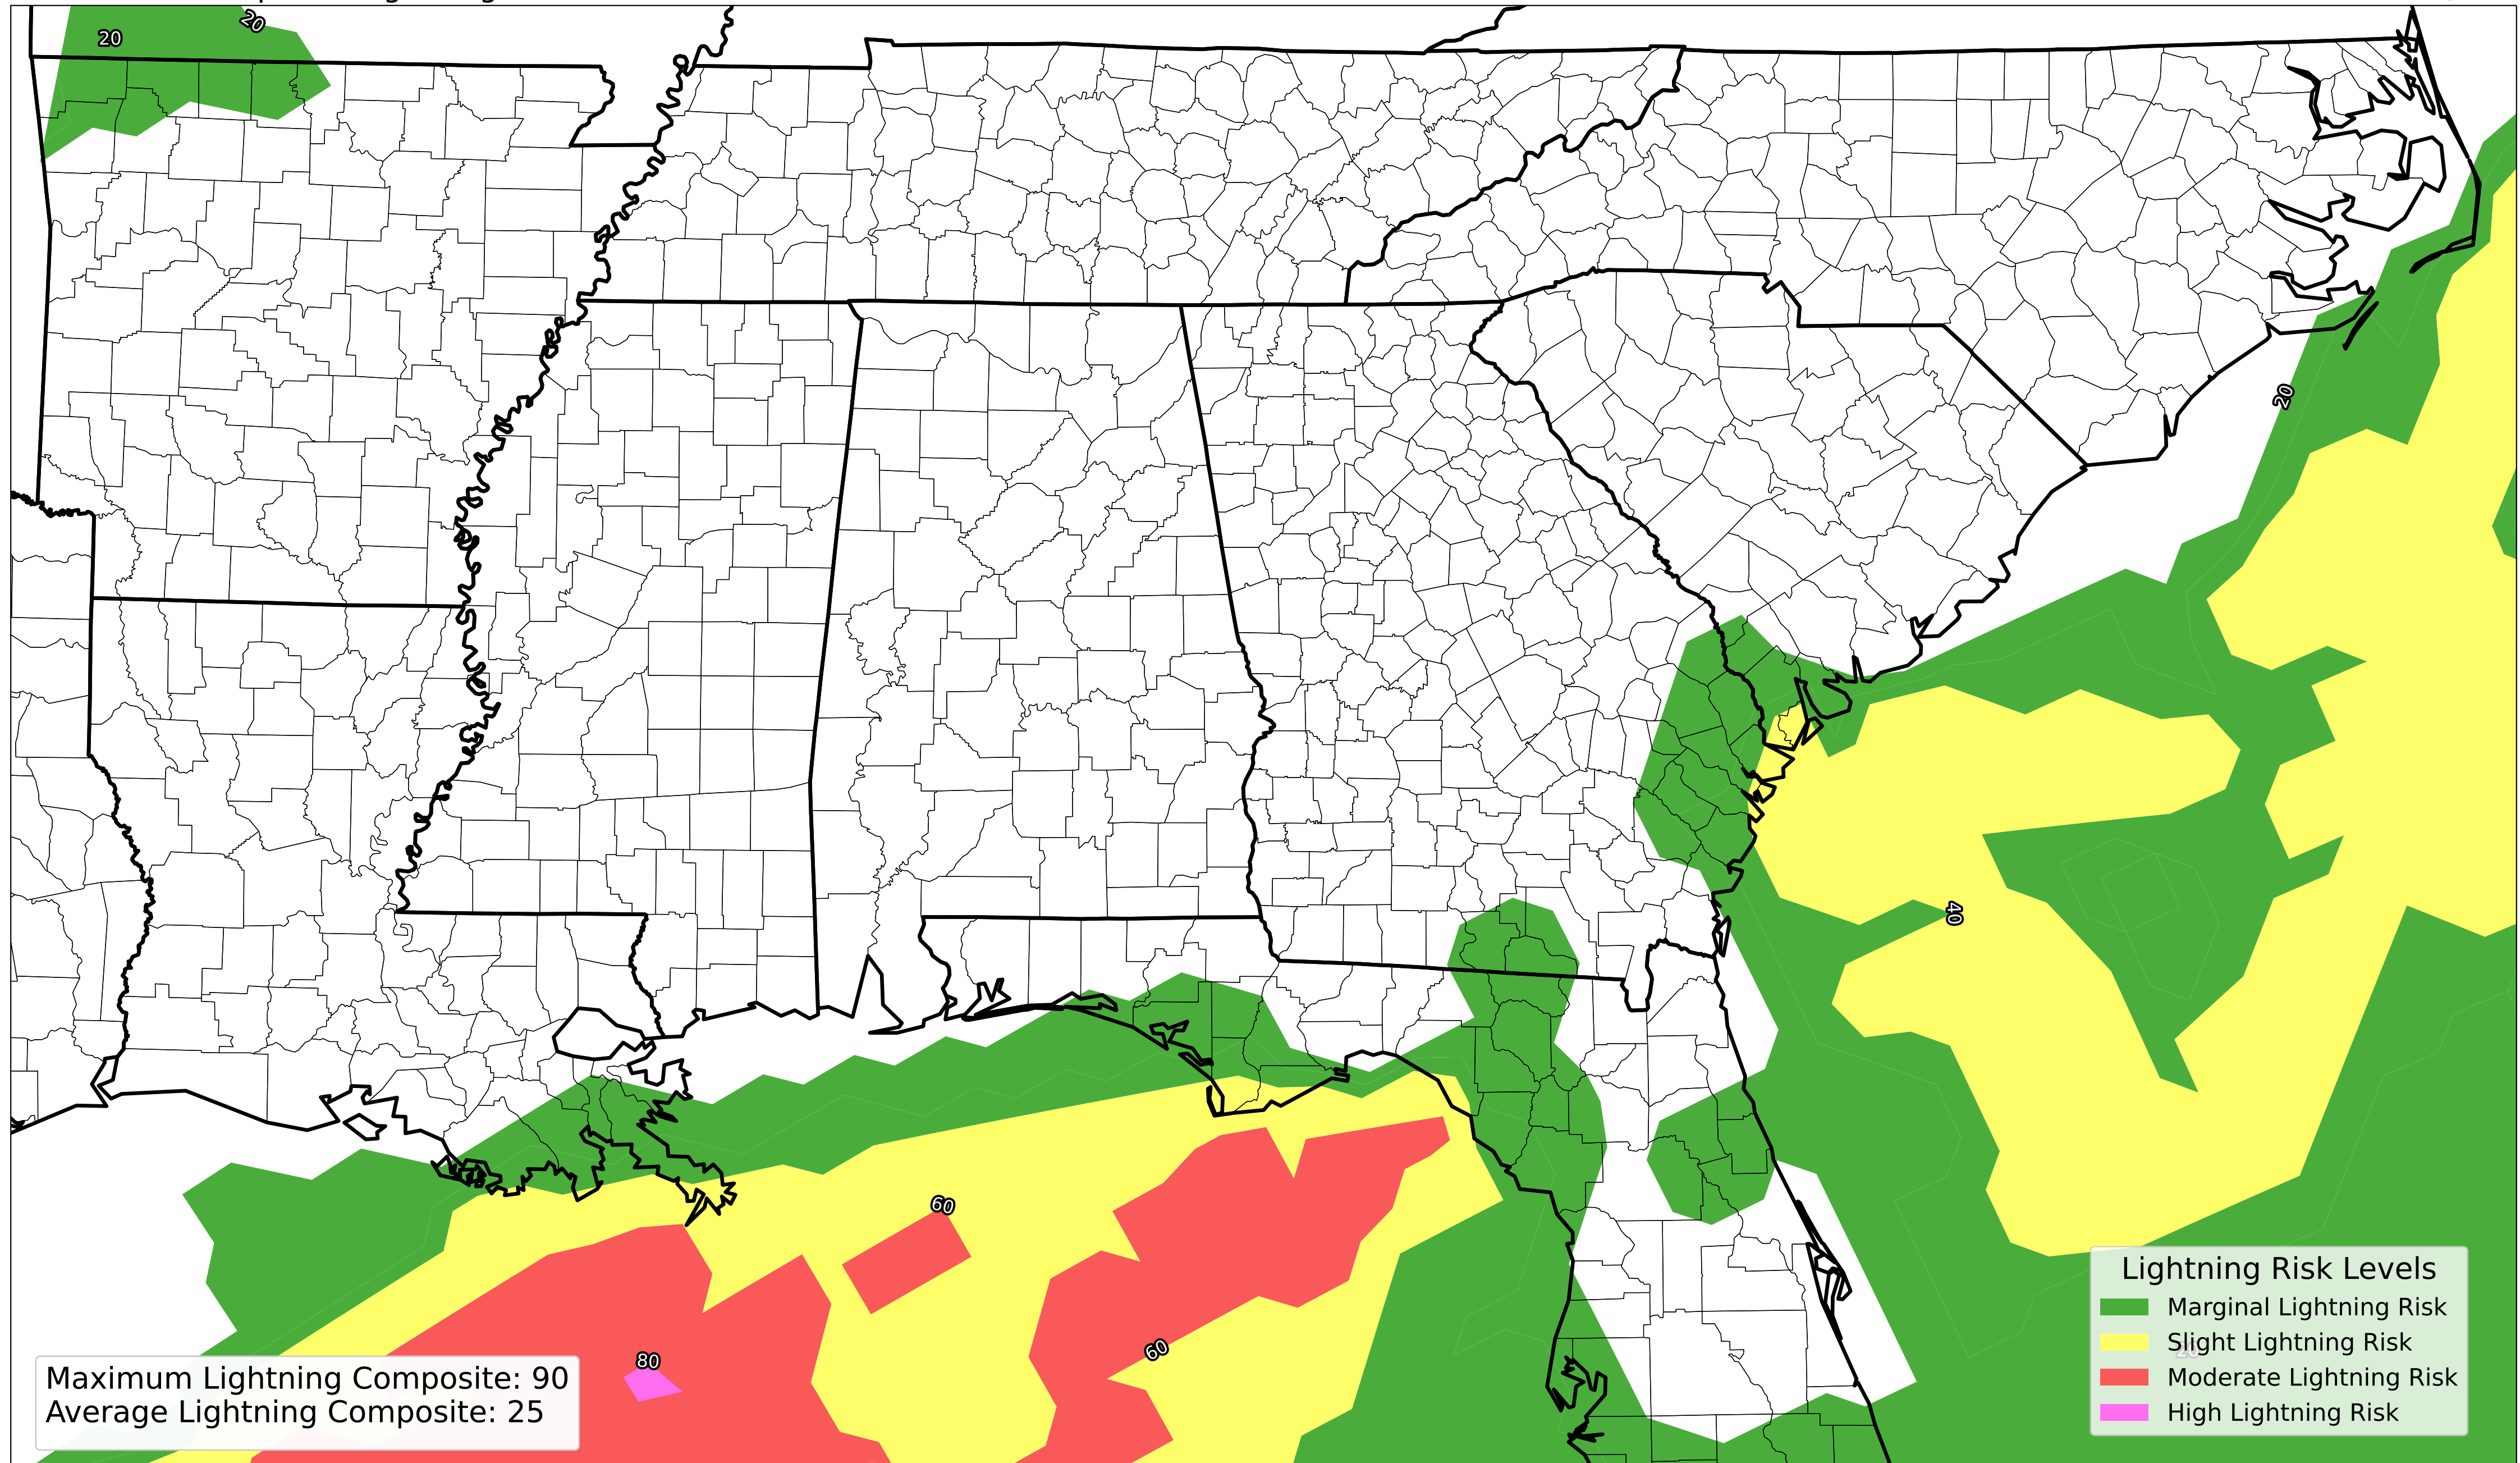 20
20
20
40
60
60
80
Maximum Lightning Composite: 90
Average Lightning Composite: 25
Lightning Risk Levels
Marginal Lightning Risk
Slight Lightning Risk
Moderate Lightning Risk
High Lightning Risk